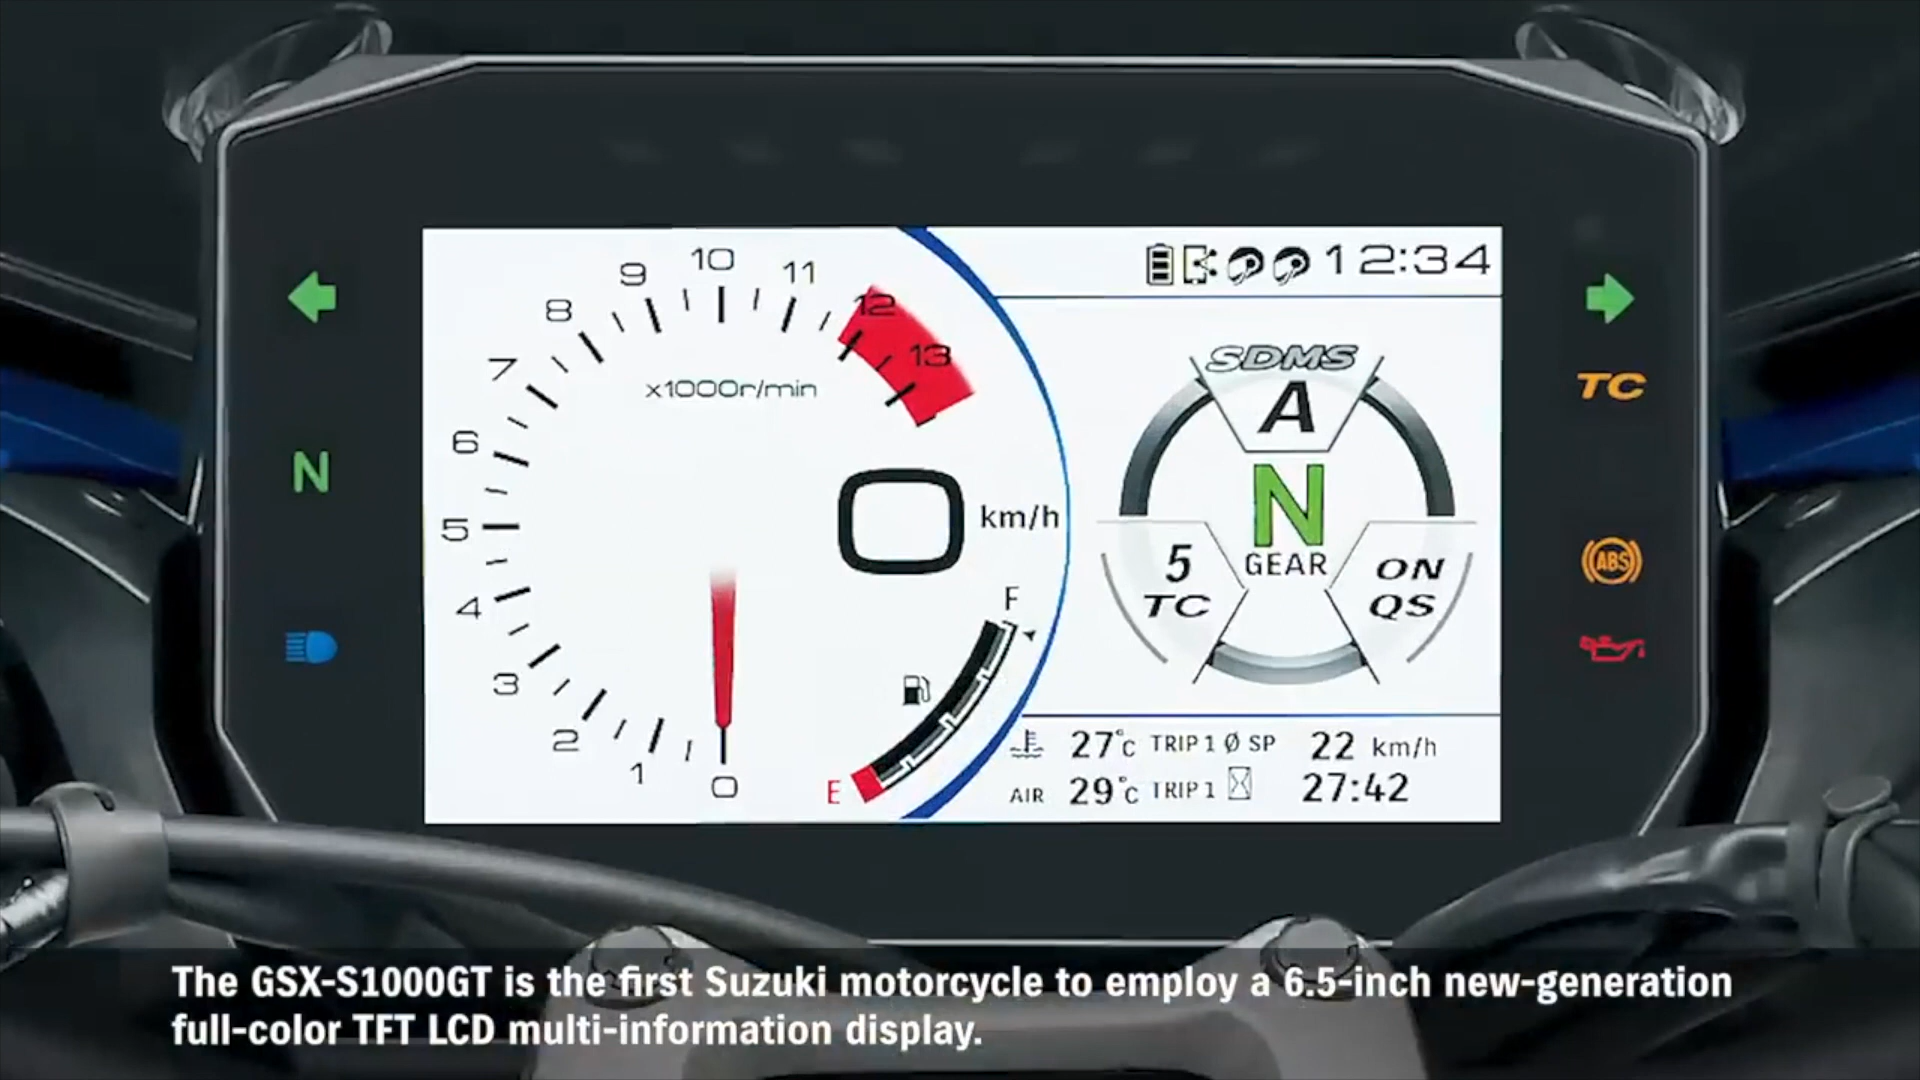 10
9
11
8
12
7
13
x1000r/min
6
5
4
3
2
1
0
0 km/h
F
E
12:34
SDMS
A
N
GEAR
5
TC
ON
QS
27°C TRIP 1 Ø SP 22 km/h
AIR 29°C TRIP 1 27:42
N
TC
ABS
The GSX-S1000GT is the first Suzuki motorcycle to employ a 6.5-inch new-generation
full-color TFT LCD multi-information display.